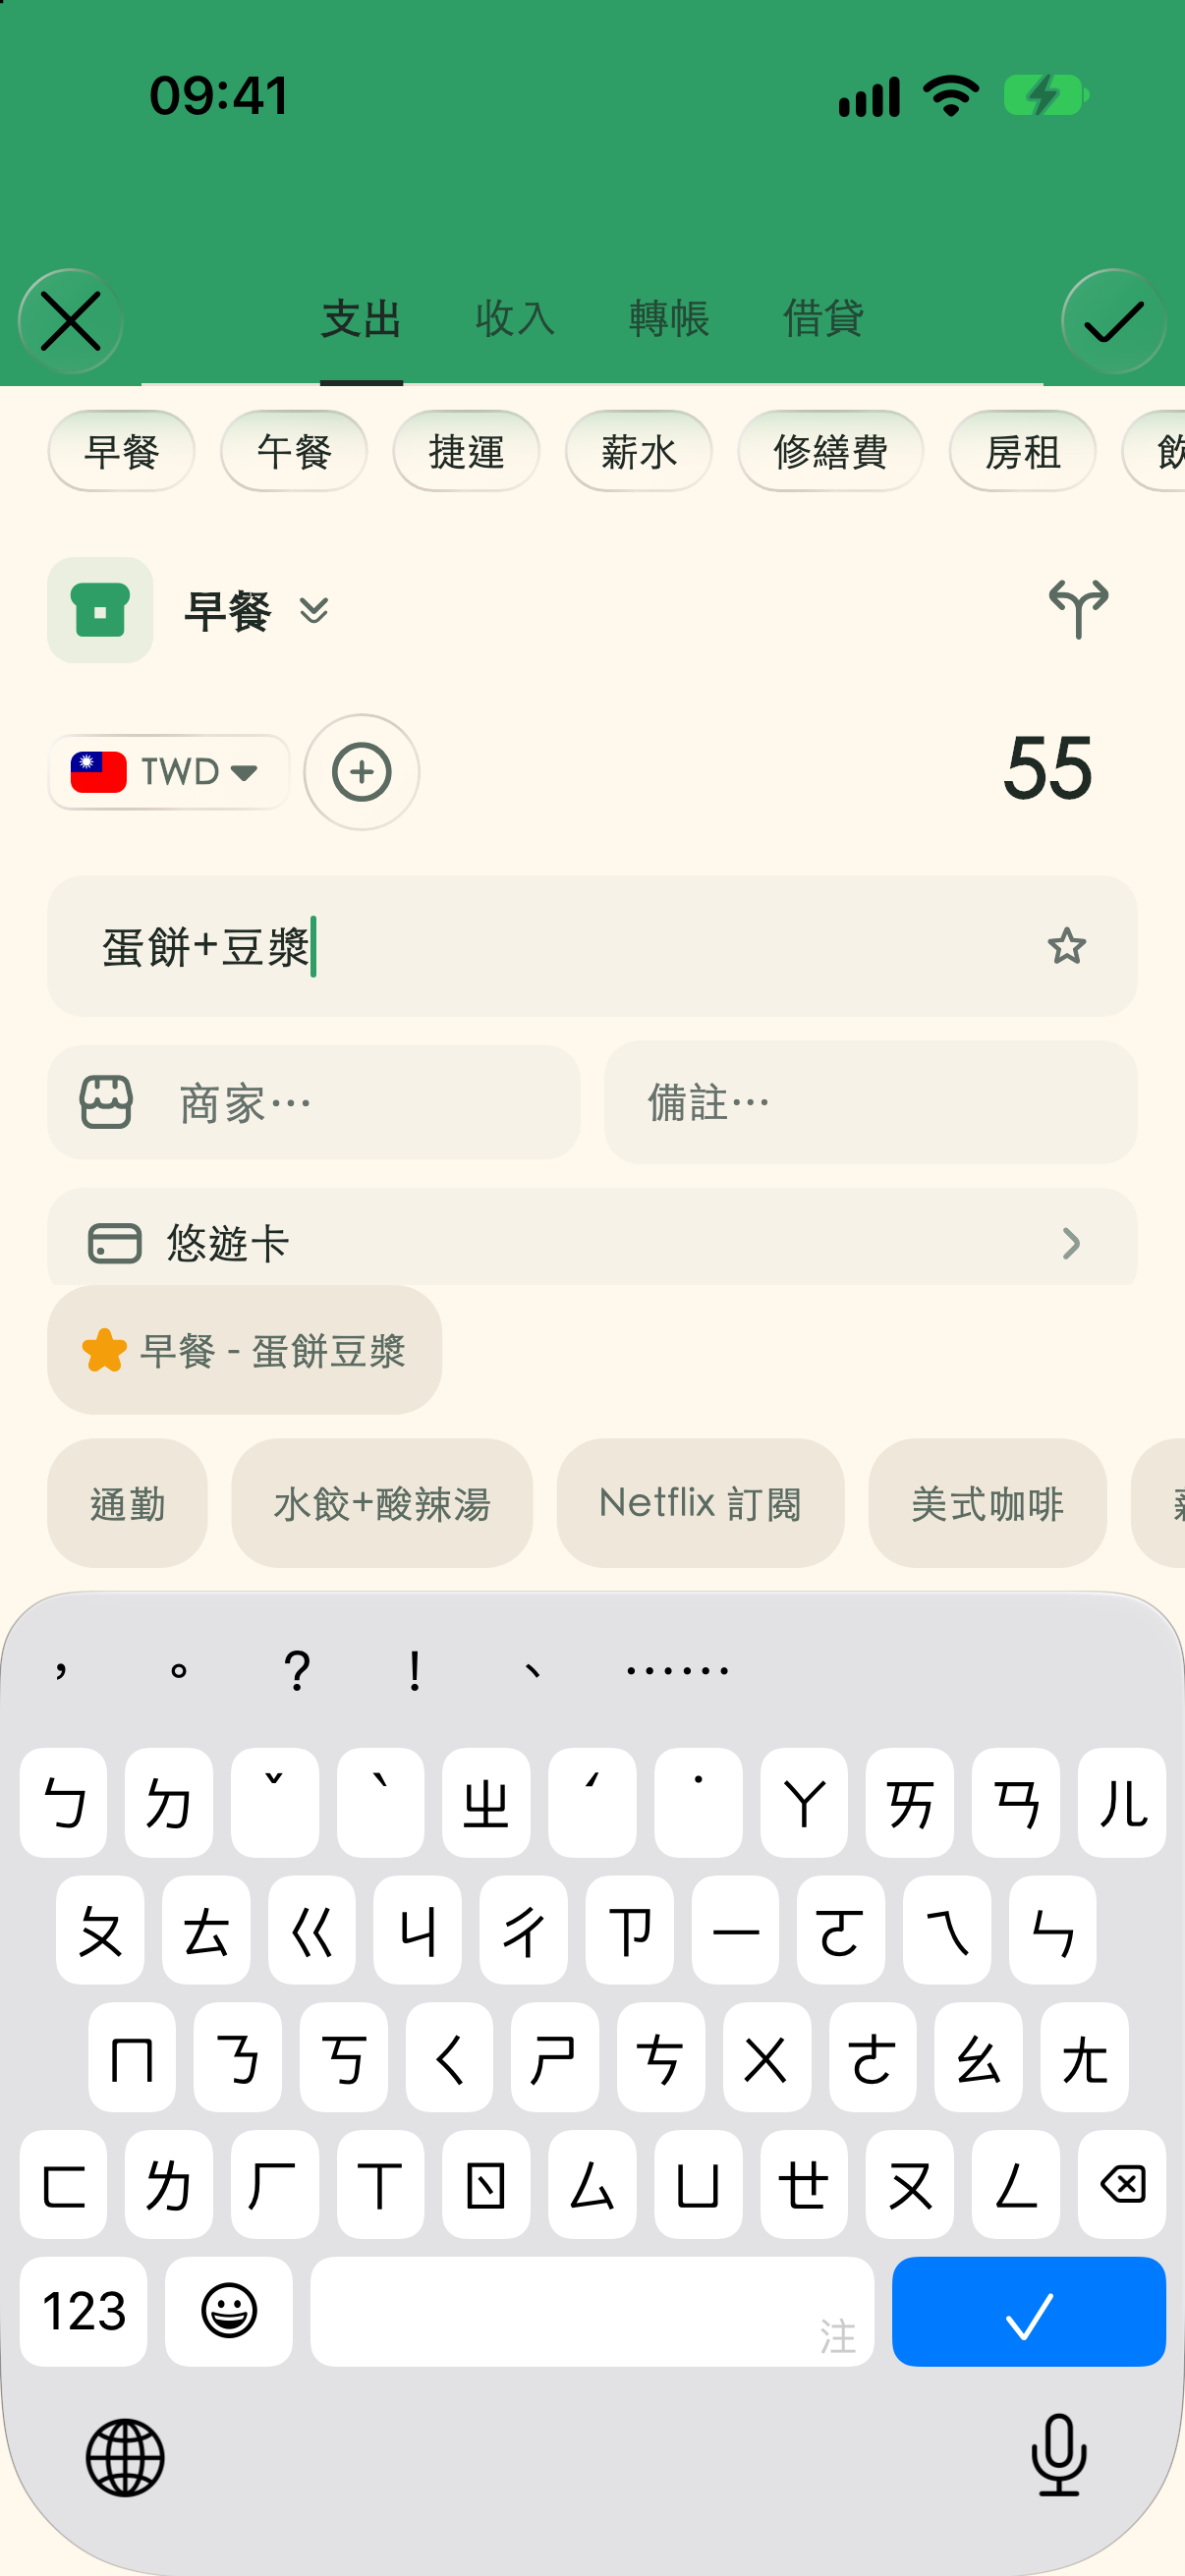 09:41
支出 收入 轉帳 借貸
早餐 午餐 捷運 薪水 修繕費 房租 飲
早餐
TWD 55
蛋餅+豆漿
商家… 備註…
悠遊卡
早餐 - 蛋餅豆漿
通勤 水餃+酸辣湯 Netflix 訂閱 美式咖啡
， 。 ? ! 、 ……
ㄅ ㄉ ˇ ˋ ㄓ ˊ ˙ ㄚ ㄞ ㄢ ㄦ
ㄆ ㄊ ㄍ ㄐ ㄔ ㄗ ㄧ ㄛ ㄟ ㄣ
ㄇ ㄋ ㄎ ㄑ ㄕ ㄘ ㄨ ㄜ ㄠ ㄤ
ㄈ ㄌ ㄏ ㄒ ㄖ ㄙ ㄩ ㄝ ㄡ ㄥ
123 注